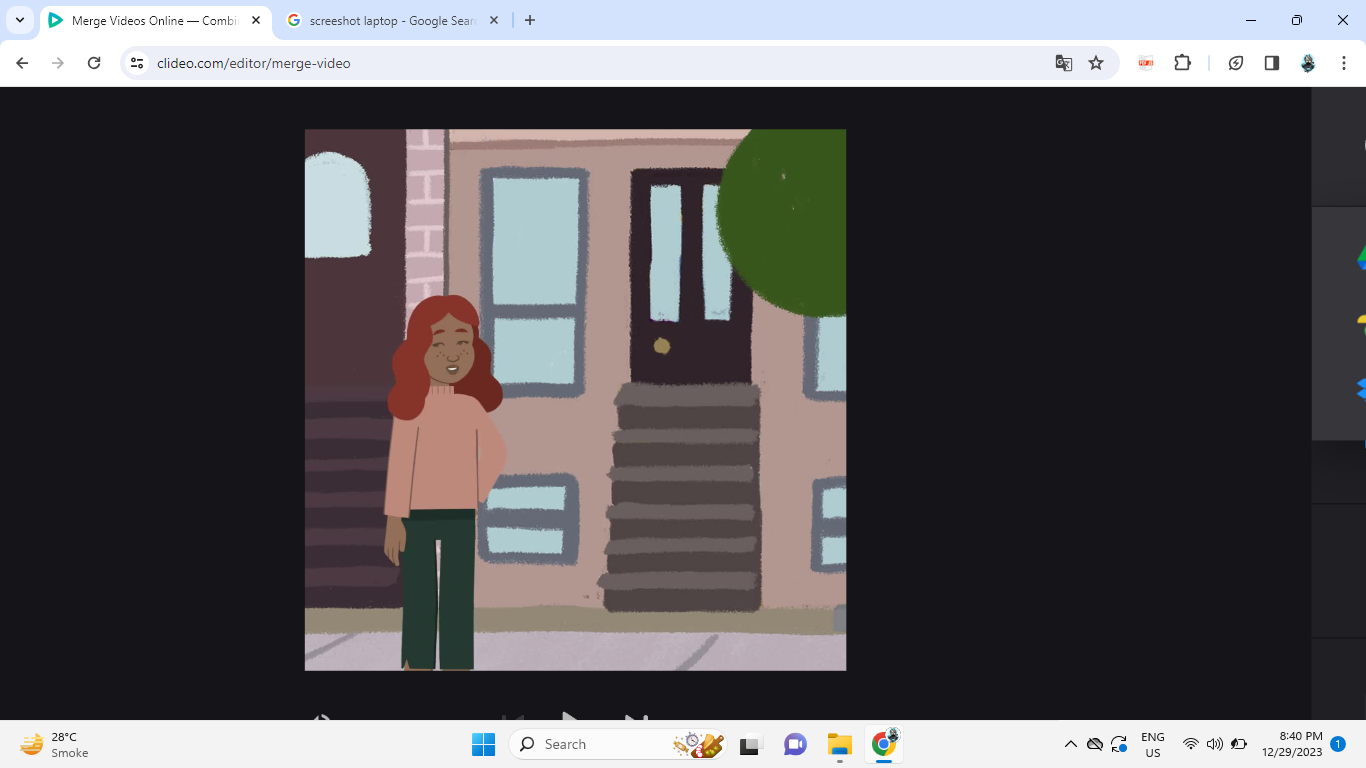 Merge Videos Online — Combi
screeshot laptop - Google Sear
clideo.com/editor/merge-video
28°C
Smoke
Search
ENG
US
8:40 PM
12/29/2023
1